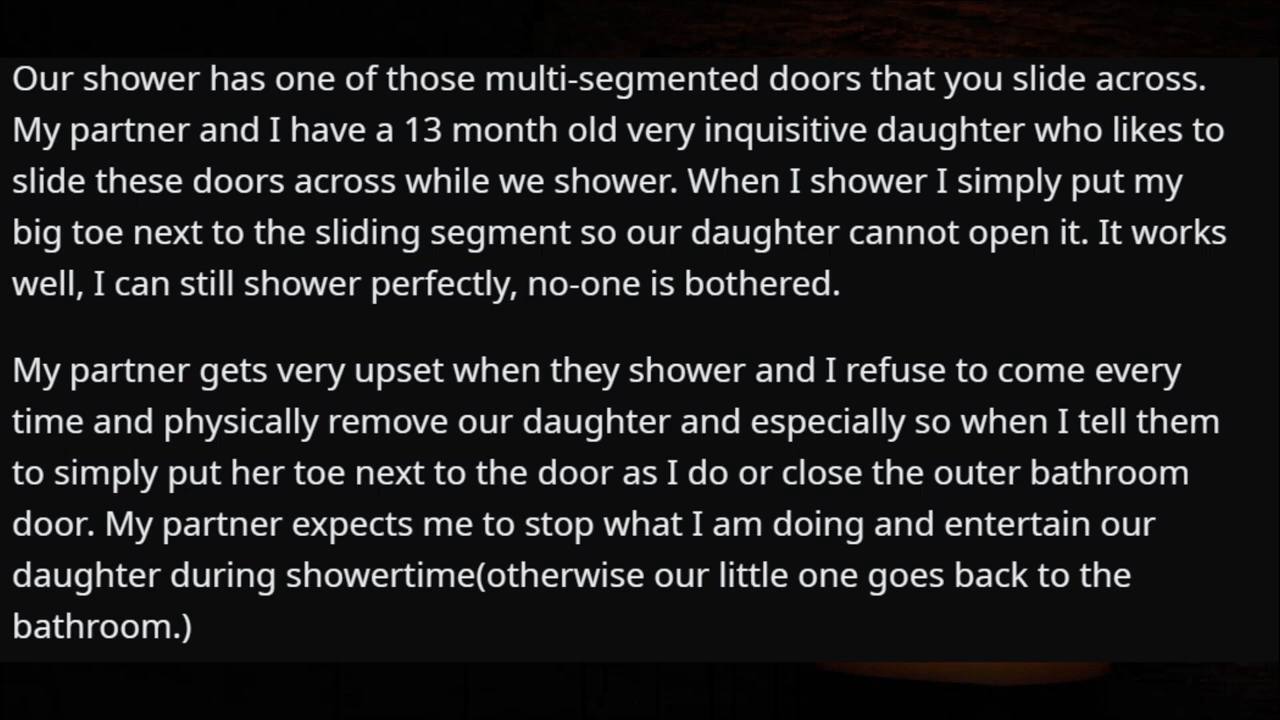 Our shower has one of those multi-segmented doors that you slide across.
My partner and I have a 13 month old very inquisitive daughter who likes to
slide these doors across while we shower. When I shower I simply put my
big toe next to the sliding segment so our daughter cannot open it. It works
well, I can still shower perfectly, no-one is bothered.
My partner gets very upset when they shower and I refuse to come every
time and physically remove our daughter and especially so when I tell them
to simply put her toe next to the door as I do or close the outer bathroom
door. My partner expects me to stop what I am doing and entertain our
daughter during showertime(otherwise our little one goes back to the
bathroom.)